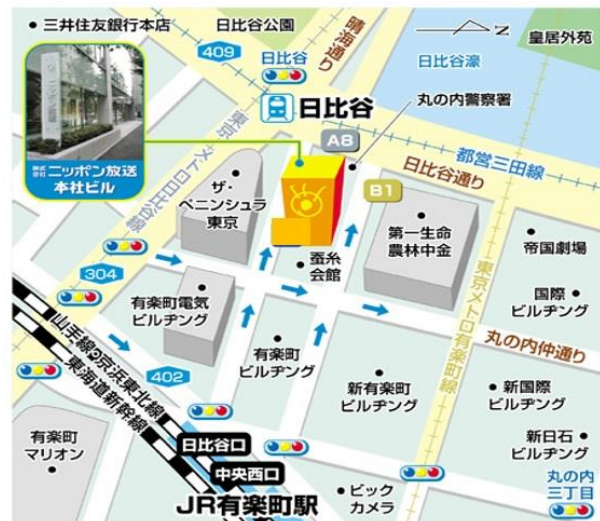 三井住友銀行本店
日比谷公園
晴海通り
409
日比谷
N
皇居外苑
日比谷濠
株式会社 ニッポン放送
本社ビル
日比谷
丸の内警察署
A8
都営三田線
日比谷通り
東京メトロ日比谷線
ザ・
ペニンシュラ
東京
B1
第一生命
農林中金
帝国劇場
蚕糸
会館
304
有楽町電気
ビルヂング
国際
ビルヂング
東京メトロ有楽町線
丸の内仲通り
山手線・京浜東北線
東海道新幹線
402
有楽町
ビルヂング
新有楽町
ビルヂング
新国際
ビルヂング
有楽町
マリオン
日比谷口
中央西口
新日石
ビルヂング
JR有楽町駅
ビック
カメラ
丸の内
三丁目